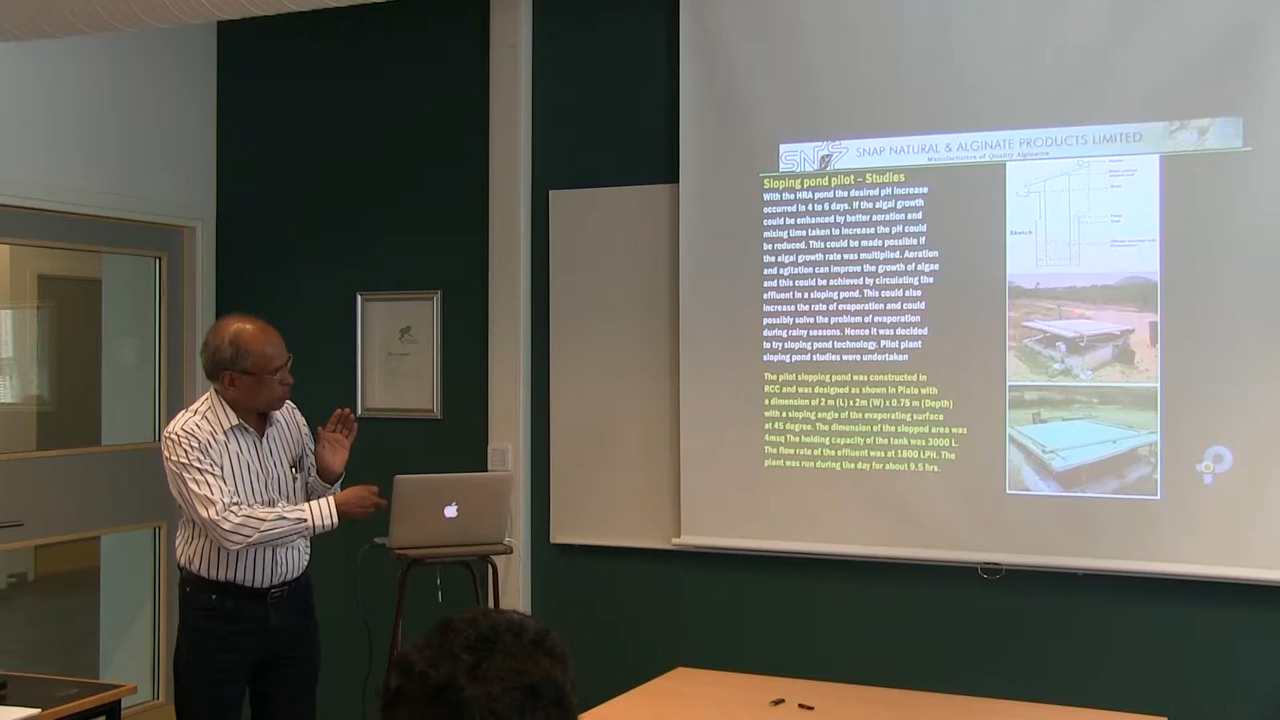 SNAP NATURAL & ALGINATE PRODUCTS LIMITED.
Manufacturers of Quality Alginates
Sloping pond pilot – Studies
With the HRA pond the desired pH increase
occurred in 4 to 6 days. If the algal growth
could be enhanced by better aeration and
mixing time taken to increase the pH could
be reduced. This could be made possible if
the algal growth rate was multiplied. Aeration
and agitation can improve the growth of algae
and this could be achieved by circulating the
effluent in a sloping pond. This could also
increase the rate of evaporation and could
possibly solve the problem of evaporation
during rainy seasons. Hence it was decided
to try sloping pond technology. Pilot plant
sloping pond studies were undertaken
The pilot slopping pond was constructed in
RCC and was designed as shown in Plate with
a dimension of 2 m (L) x 2m (W) x 0.75 m (Depth)
with a sloping angle of the evaporating surface
at 45 degree. The dimension of the slopped area was
4msq The holding capacity of the tank was 3000 L.
The flow rate of the effluent was at 1800 LPH. The
plant was run during the day for about 9.5 hrs.
Sketch